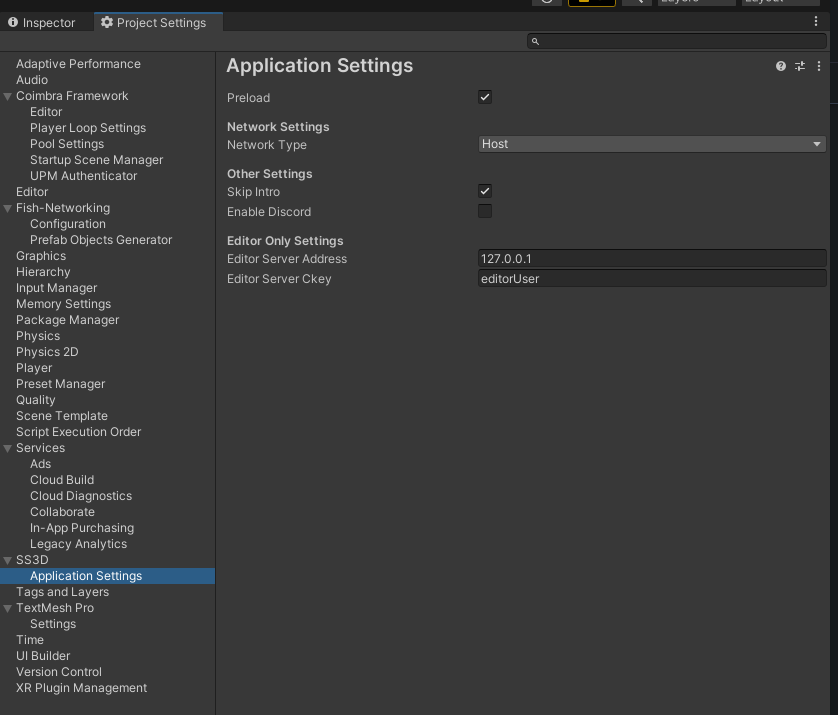 Inspector
Project Settings
Adaptive Performance
Audio
Coimbra Framework
Editor
Player Loop Settings
Pool Settings
Startup Scene Manager
UPM Authenticator
Editor
Fish-Networking
Configuration
Prefab Objects Generator
Graphics
Hierarchy
Input Manager
Memory Settings
Package Manager
Physics
Physics 2D
Player
Preset Manager
Quality
Scene Template
Script Execution Order
Services
Ads
Cloud Build
Cloud Diagnostics
Collaborate
In-App Purchasing
Legacy Analytics
SS3D
Application Settings
Tags and Layers
TextMesh Pro
Settings
Time
UI Builder
Version Control
XR Plugin Management
Application Settings
Preload
Network Settings
Network Type Host
Other Settings
Skip Intro
Enable Discord
Editor Only Settings
Editor Server Address 127.0.0.1
Editor Server Ckey editorUser